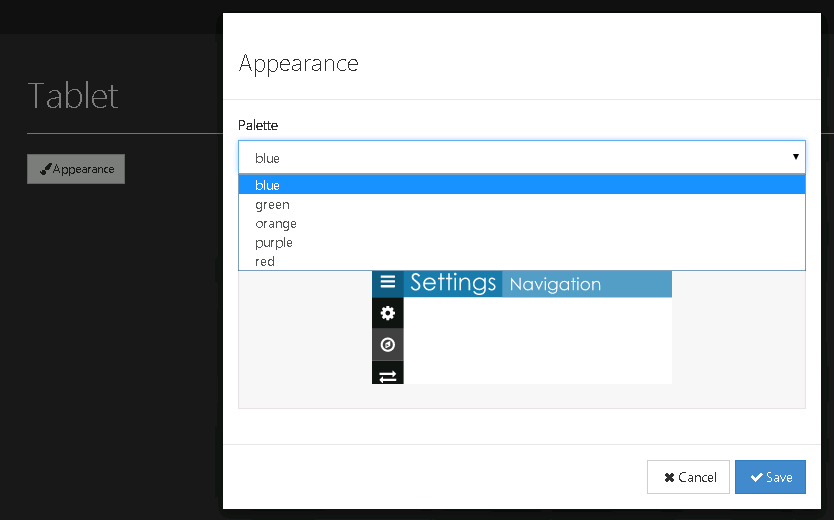 Tablet
Appearance
Appearance
Palette
blue
blue
green
orange
purple
red
Settings Navigation
Cancel Save